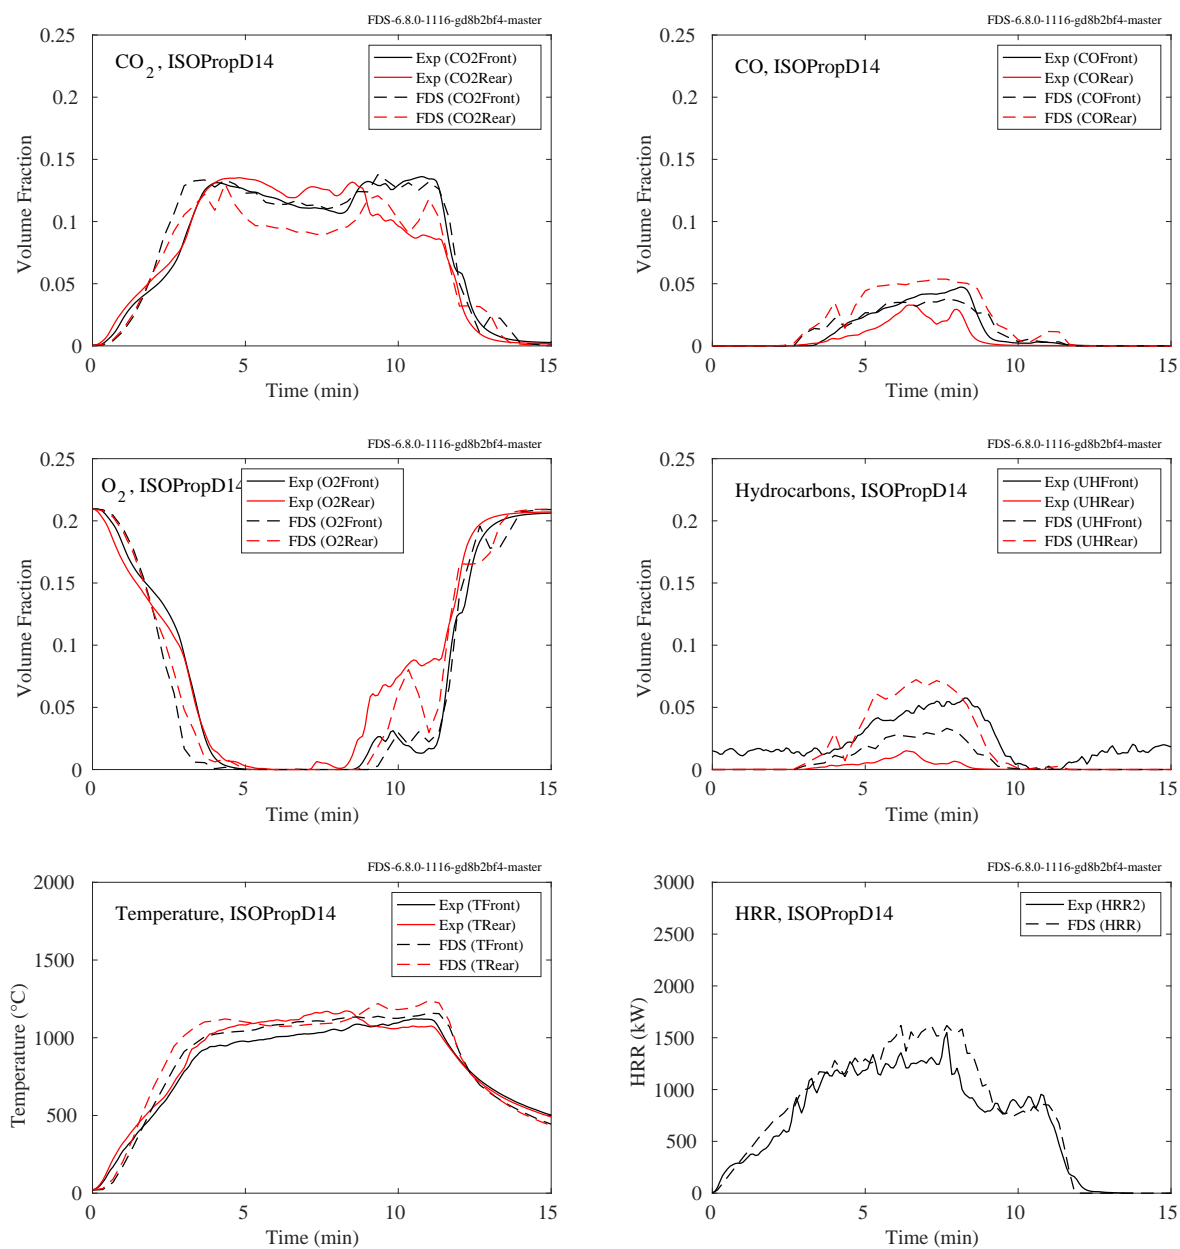 FDS-6.8.0-1116-gd8b2bf4-master
CO2, ISOPropD14
Exp (CO2Front)
Exp (CO2Rear)
FDS (CO2Front)
FDS (CO2Rear)
Volume Fraction
0.25
0.2
0.15
0.1
0.05
0
0 5 10 15
Time (min)
FDS-6.8.0-1116-gd8b2bf4-master
CO, ISOPropD14
Exp (COFront)
Exp (CORear)
FDS (COFront)
FDS (CORear)
Volume Fraction
0.25
0.2
0.15
0.1
0.05
0
0 5 10 15
Time (min)
FDS-6.8.0-1116-gd8b2bf4-master
O2, ISOPropD14
Exp (O2Front)
Exp (O2Rear)
FDS (O2Front)
FDS (O2Rear)
Volume Fraction
0.25
0.2
0.15
0.1
0.05
0
0 5 10 15
Time (min)
FDS-6.8.0-1116-gd8b2bf4-master
Hydrocarbons, ISOPropD14
Exp (UHFront)
Exp (UHRear)
FDS (UHFront)
FDS (UHRear)
Volume Fraction
0.25
0.2
0.15
0.1
0.05
0
0 5 10 15
Time (min)
FDS-6.8.0-1116-gd8b2bf4-master
Temperature, ISOPropD14
Exp (TFront)
Exp (TRear)
FDS (TFront)
FDS (TRear)
Temperature (°C)
2000
1500
1000
500
0
0 5 10 15
Time (min)
FDS-6.8.0-1116-gd8b2bf4-master
HRR, ISOPropD14
Exp (HRR2)
FDS (HRR)
HRR (kW)
3000
2500
2000
1500
1000
500
0
0 5 10 15
Time (min)